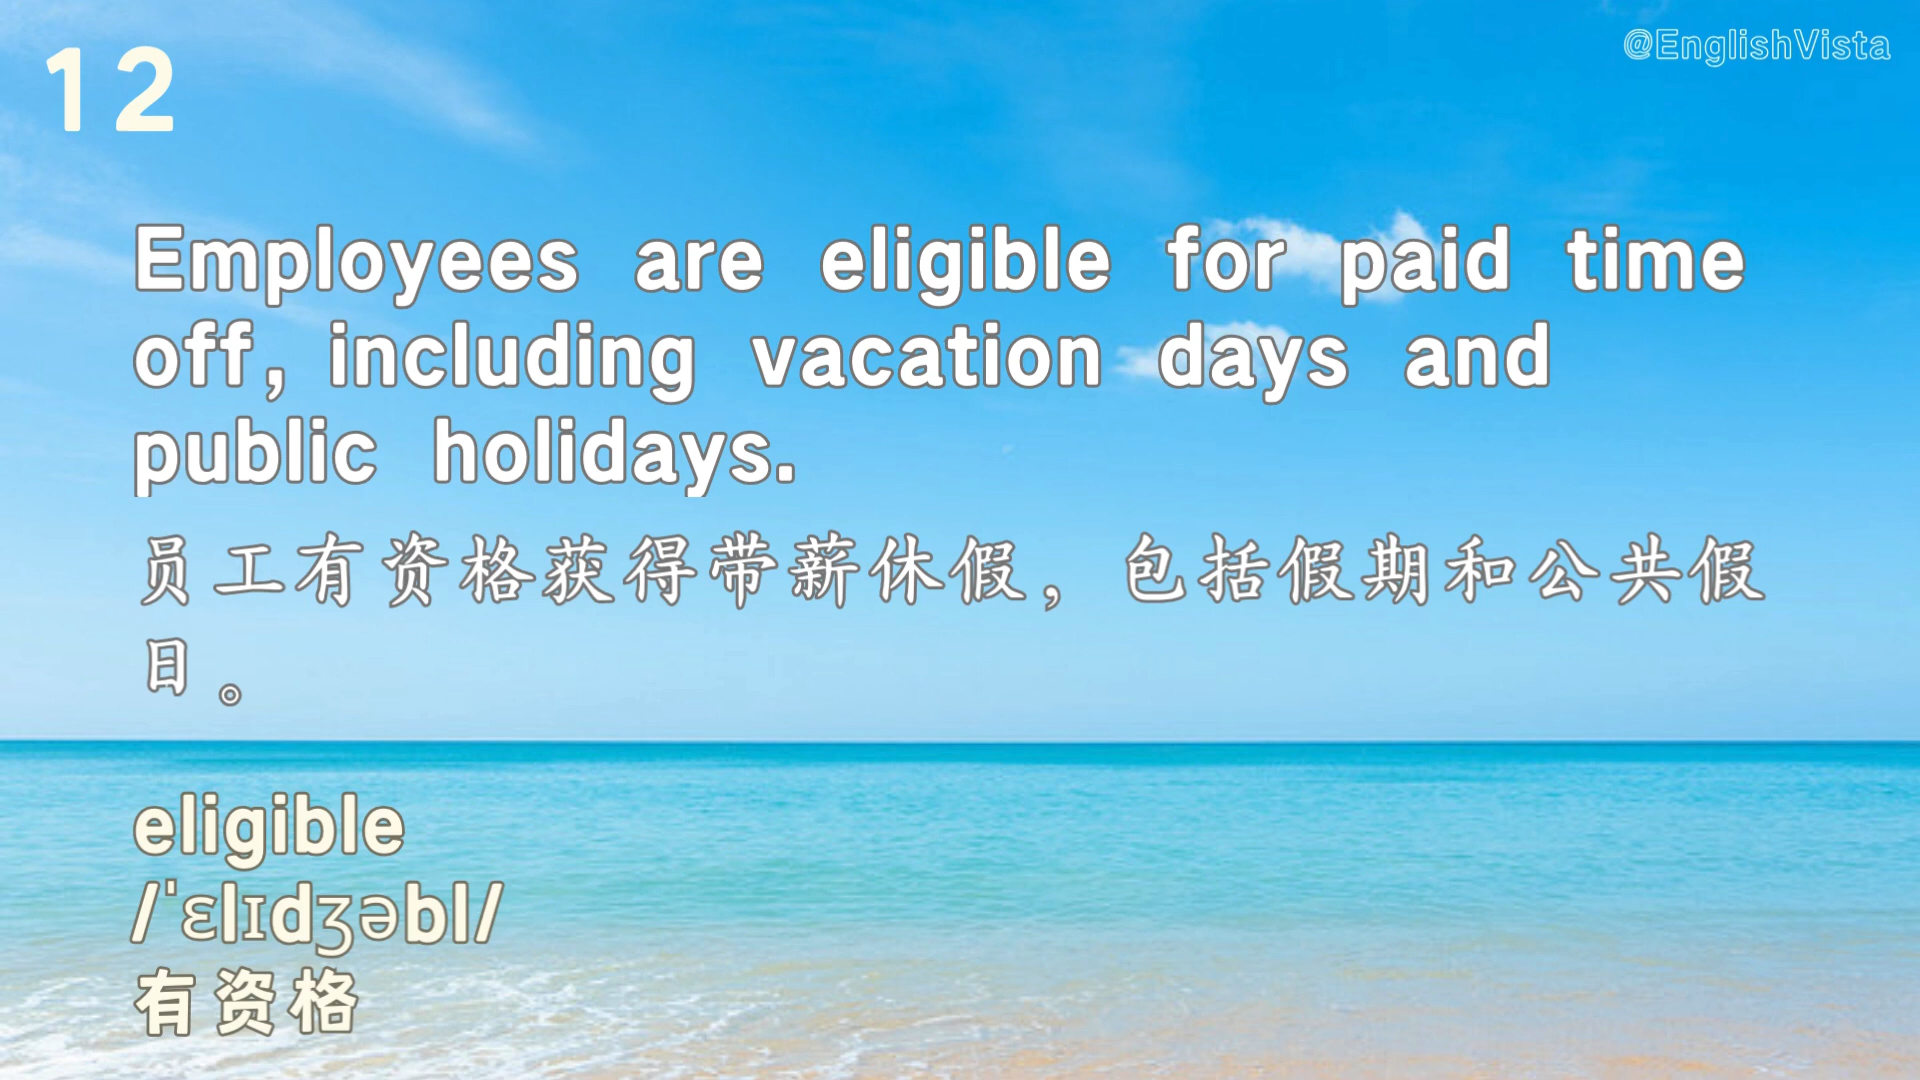 12
@EnglishVista
Employees are eligible for paid time
off, including vacation days and
public holidays.
员工有资格获得带薪休假，包括假期和公共假
日。
eligible
/ˈɛlɪdʒəbl/
有资格